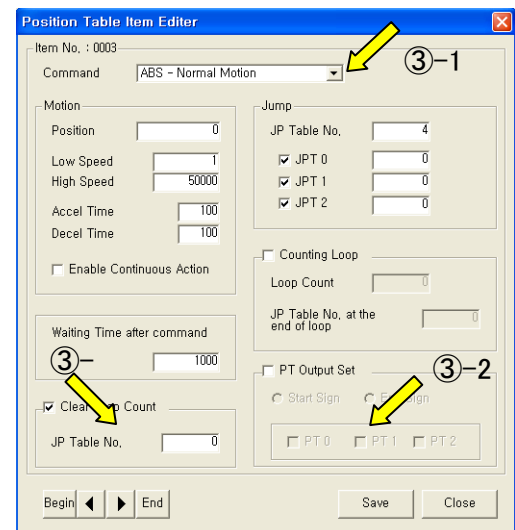 Position Table Item Editer
Item No, : 0003
Command ABS - Normal Motion
③-1
Motion
Position 0
Low Speed 1
High Speed 50000
Accel Time 100
Decel Time 100
Enable Continuous Action
Waiting Time after command
1000
③-
Clear Loop Count
JP Table No, 0
Jump
JP Table No, 4
JPT 0 0
JPT 1 0
JPT 2 0
Counting Loop
Loop Count 0
JP Table No, at the
end of loop 0
PT Output Set
③-2
Start Sign End Sign
PT 0 PT 1 PT 2
Begin End Save Close